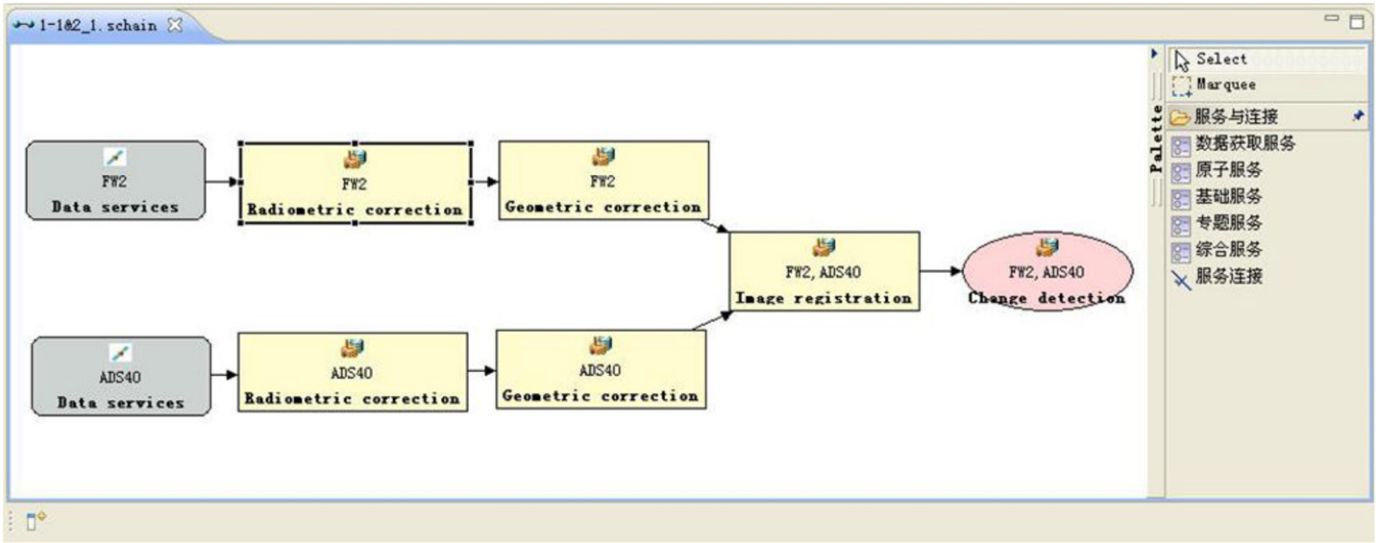 1-1&2_1.schain
FW2
Data services
FW2
Radiometric correction
FW2
Geometric correction
FW2, ADS40
Image registration
FW2, ADS40
Change detection
ADS40
Data services
ADS40
Radiometric correction
ADS40
Geometric correction
Palette
Select
Marquee
服务与连接
数据获取服务
原子服务
基础服务
专题服务
综合服务
服务连接